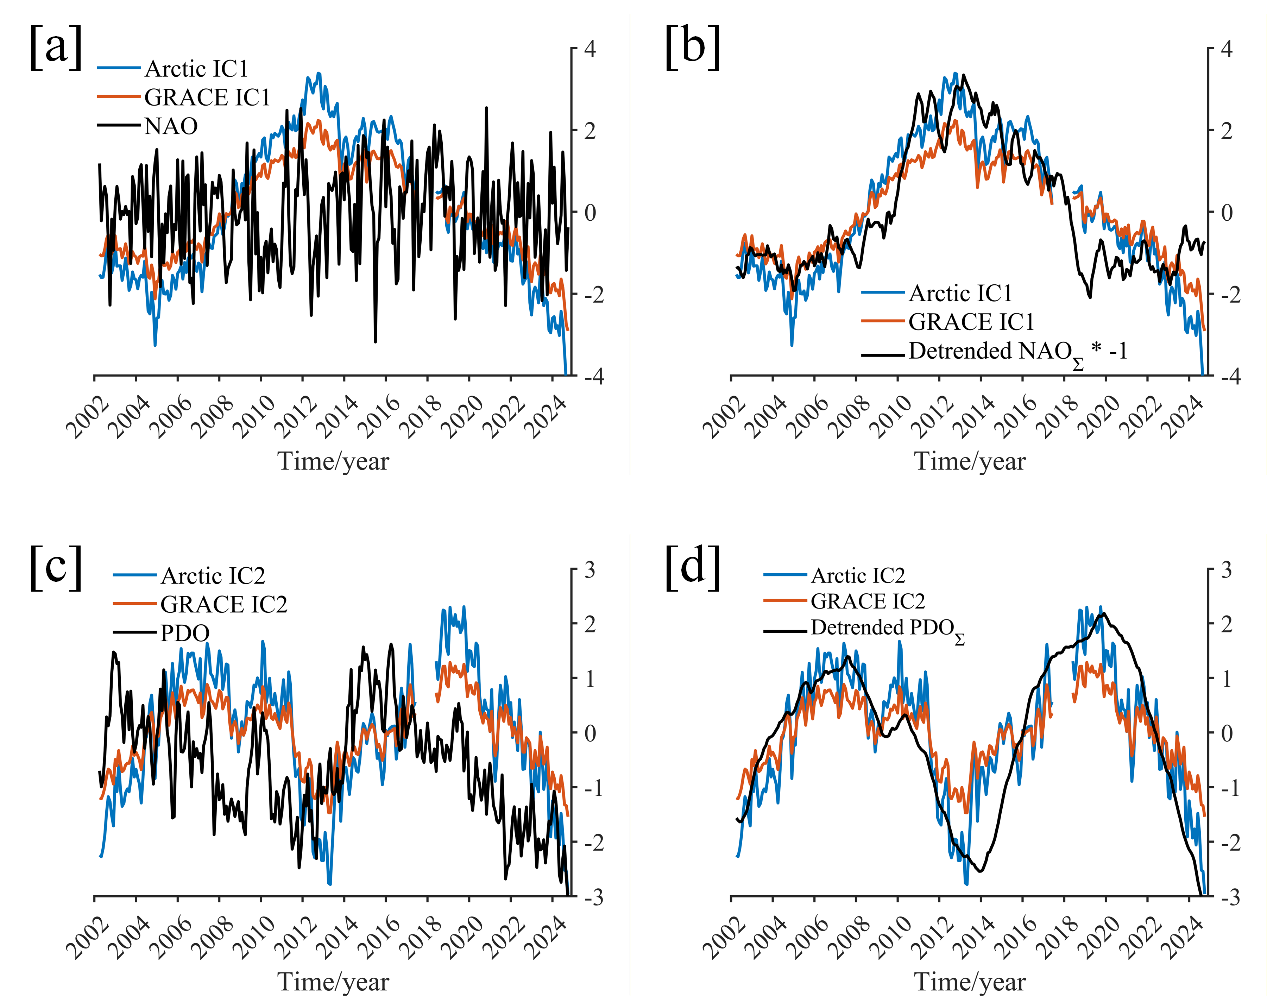 [a]
Arctic IC1
GRACE IC1
NAO
4
2
0
-2
-4
2002 2004 2006 2008 2010 2012 2014 2016 2018 2020 2022 2024
Time/year
[b]
4
2
0
-2
-4
Arctic IC1
GRACE IC1
Detrended NAO_Σ * -1
2002 2004 2006 2008 2010 2012 2014 2016 2018 2020 2022 2024
Time/year
[c]
Arctic IC2
GRACE IC2
PDO
3
2
1
0
-1
-2
-3
2002 2004 2006 2008 2010 2012 2014 2016 2018 2020 2022 2024
Time/year
[d]
Arctic IC2
GRACE IC2
Detrended PDO_Σ
3
2
1
0
-1
-2
-3
2002 2004 2006 2008 2010 2012 2014 2016 2018 2020 2022 2024
Time/year